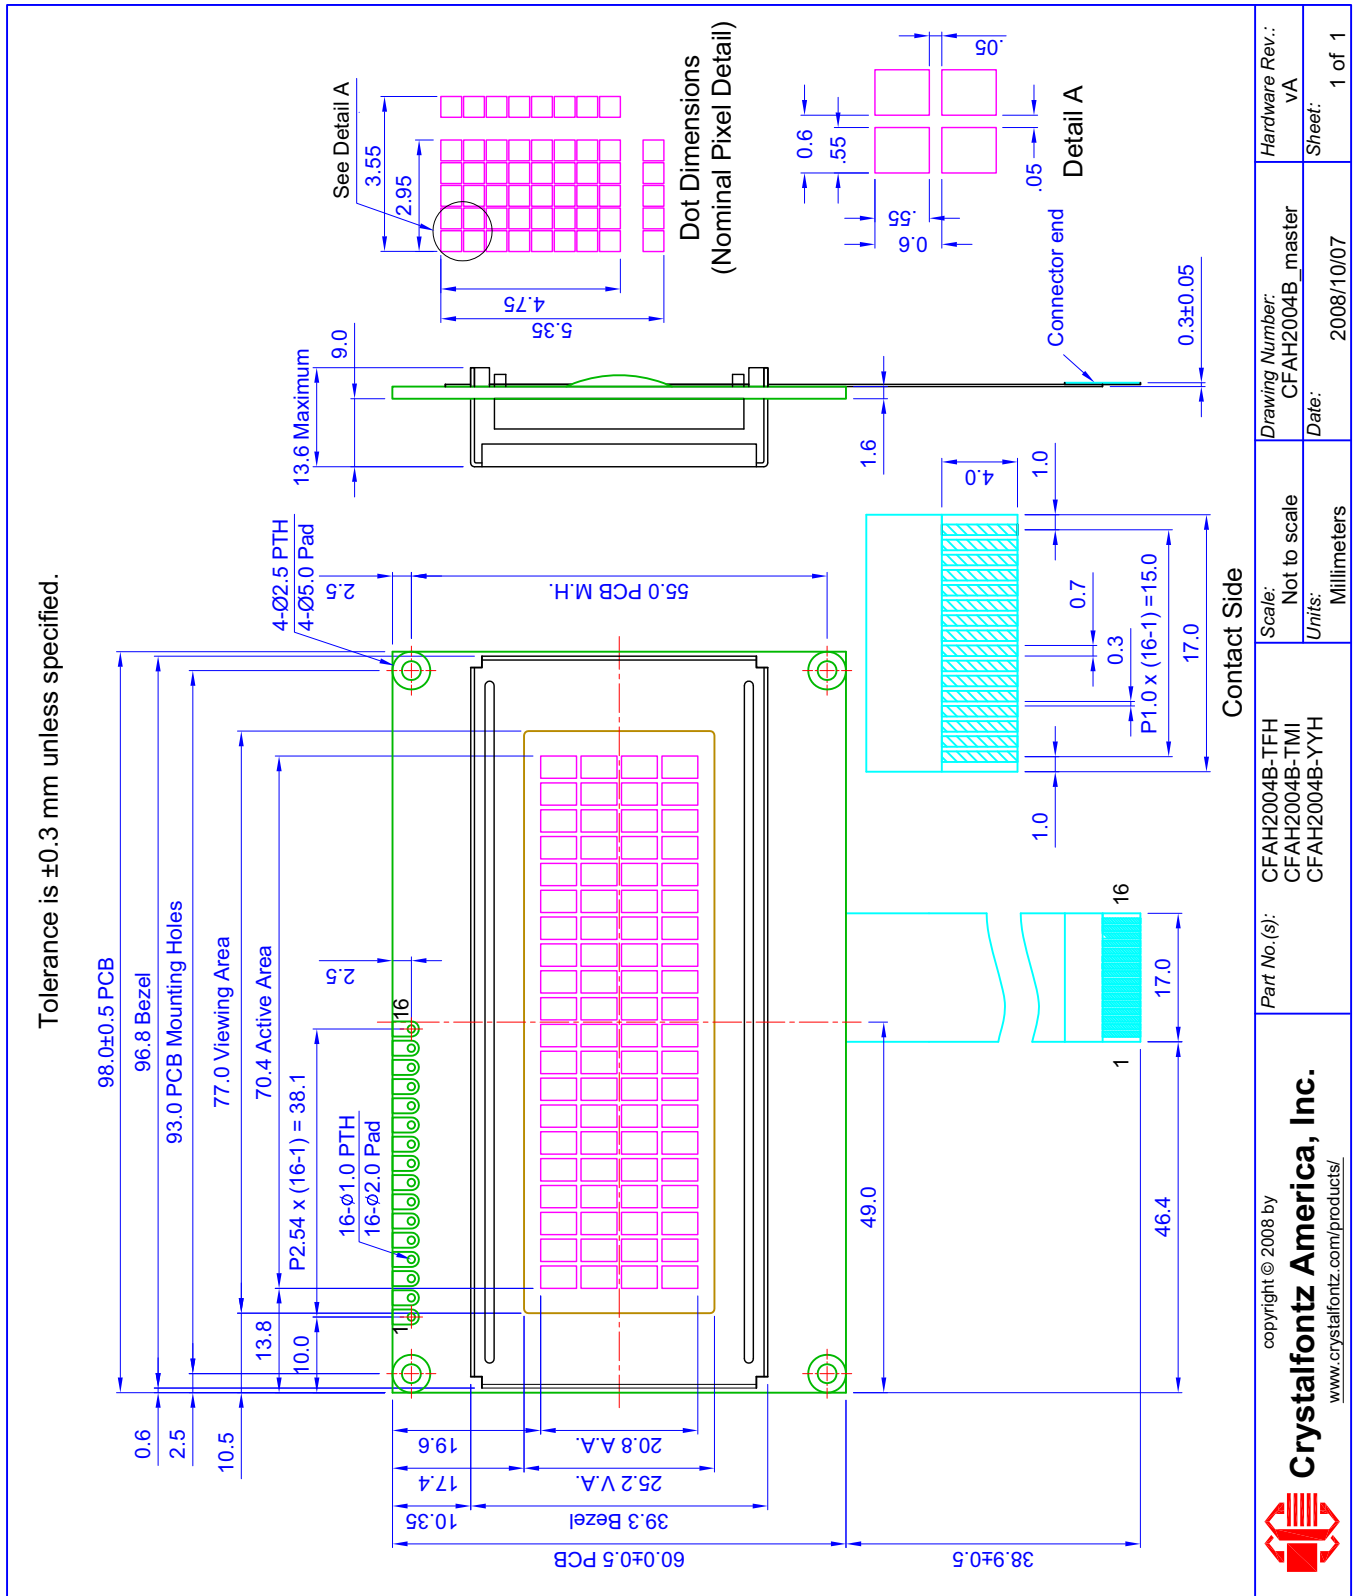 Tolerance is ±0.3 mm unless specified.
98.0±0.5 PCB
96.8 Bezel
93.0 PCB Mounting Holes
77.0 Viewing Area
70.4 Active Area
P2.54 x (16-1) = 38.1
16-Ø1.0 PTH
16-Ø2.0 Pad
2.5
1
16
0.6
2.5
10.5
13.8
10.0
4-Ø2.5 PTH
4-Ø5.0 Pad
2.5
55.0 PCB M.H.
19.6
20.8 A.A.
17.4
25.2 V.A.
10.35
39.3 Bezel
60.0±0.5 PCB
38.9±0.5
49.0
46.4
17.0
1
16
13.6 Maximum
9.0
1.6
Connector end
0.3±0.05
See Detail A
3.55
2.95
4.75
5.35
Dot Dimensions
(Nominal Pixel Detail)
0.6
.55
.05
.55
0.6
.05
Detail A
4.0
1.0
0.7
0.3
P1.0 x (16-1) =15.0
17.0
1.0
Contact Side
copyright © 2008 by
Crystalfontz America, Inc.
www.crystalfontz.com/products/
Part No.(s):
CFAH2004B-TFH
CFAH2004B-TMI
CFAH2004B-YYH
Scale:
Not to scale
Units:
Millimeters
Drawing Number:
CFAH2004B_master
Date:
2008/10/07
Hardware Rev.:
vA
Sheet:
1 of 1